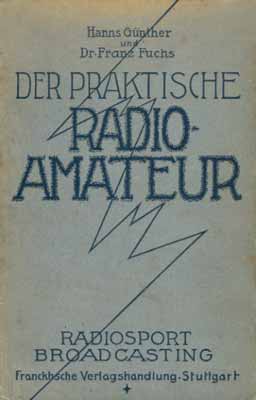 Hanns Günther
und
Dr. Franz Fuchs
DER PRAKTISCHE
RADIO-
AMATEUR
RADIOSPORT
BROADCASTING
Franckhsche Verlagshandlung-Stuttgart